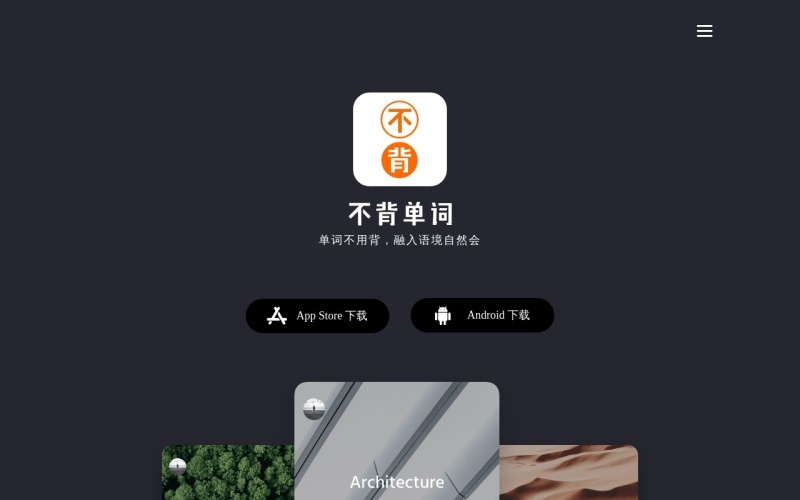 不
背
不背单词
单词不用背，融入语境自然会
App Store 下载
Android 下载
Architecture